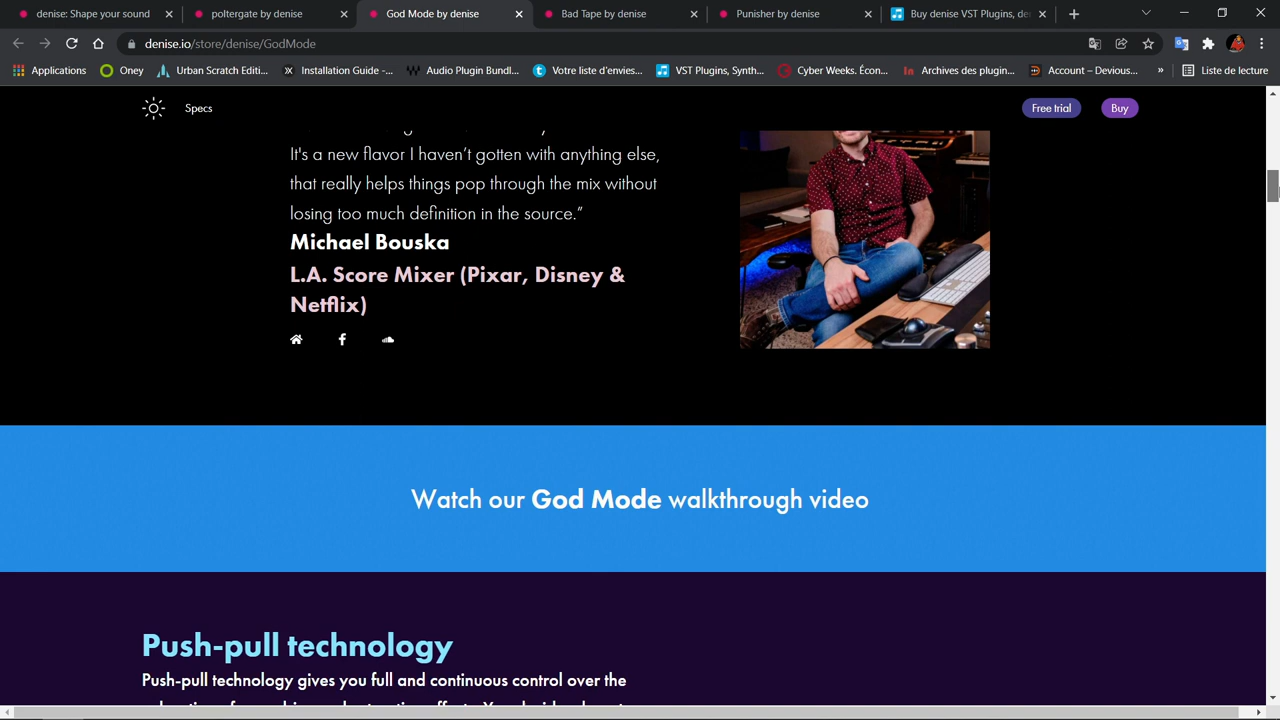 denise: Shape your sound
poltergate by denise
God Mode by denise
Bad Tape by denise
Punisher by denise
Buy denise VST Plugins, de
denise.io/store/denise/GodMode
Applications
Oney
Urban Scratch Editi...
Installation Guide -...
Audio Plugin Bundl...
Votre liste d'envies...
VST Plugins, Synth...
Cyber Weeks. Écon...
Archives des plugin...
Account – Devious...
»
Liste de lecture
Specs
Free trial
Buy
It's a new flavor I haven't gotten with anything else,
that really helps things pop through the mix without
losing too much definition in the source.”
Michael Bouska
L.A. Score Mixer (Pixar, Disney &
Netflix)
Watch our God Mode walkthrough video
Push-pull technology
Push-pull technology gives you full and continuous control over the